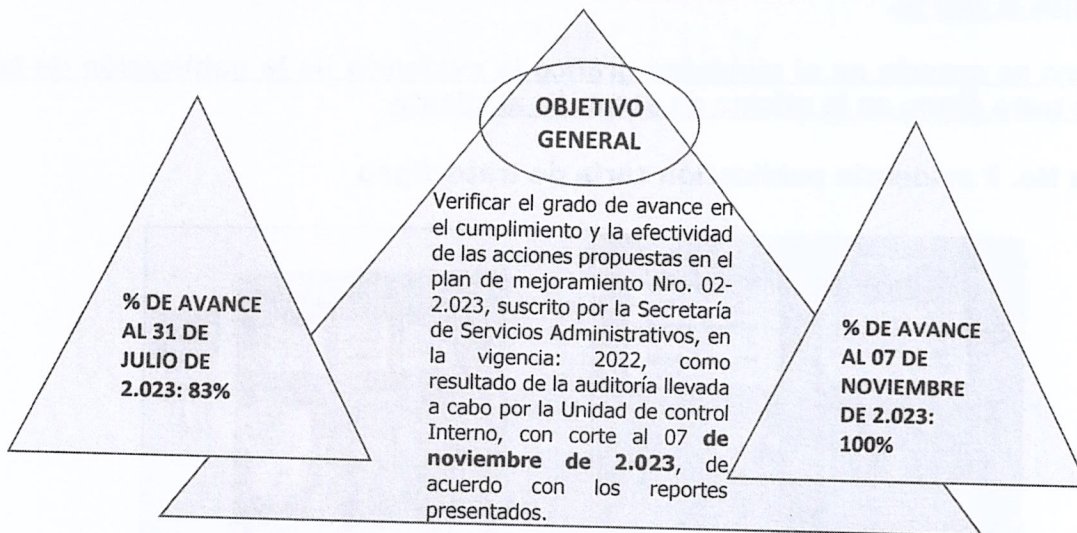 OBJETIVO
GENERAL
Verificar el grado de avance en
el cumplimiento y la efectividad
de las acciones propuestas en el
plan de mejoramiento Nro. 02-
2.023, suscrito por la Secretaría
de Servicios Administrativos, en
la vigencia: 2022, como
resultado de la auditoría llevada
a cabo por la Unidad de control
Interno, con corte al 07 de
noviembre de 2.023, de
acuerdo con los reportes
presentados.
% DE AVANCE
AL 31 DE
JULIO DE
2.023: 83%
% DE AVANCE
AL 07 DE
NOVIEMBRE
DE 2.023:
100%